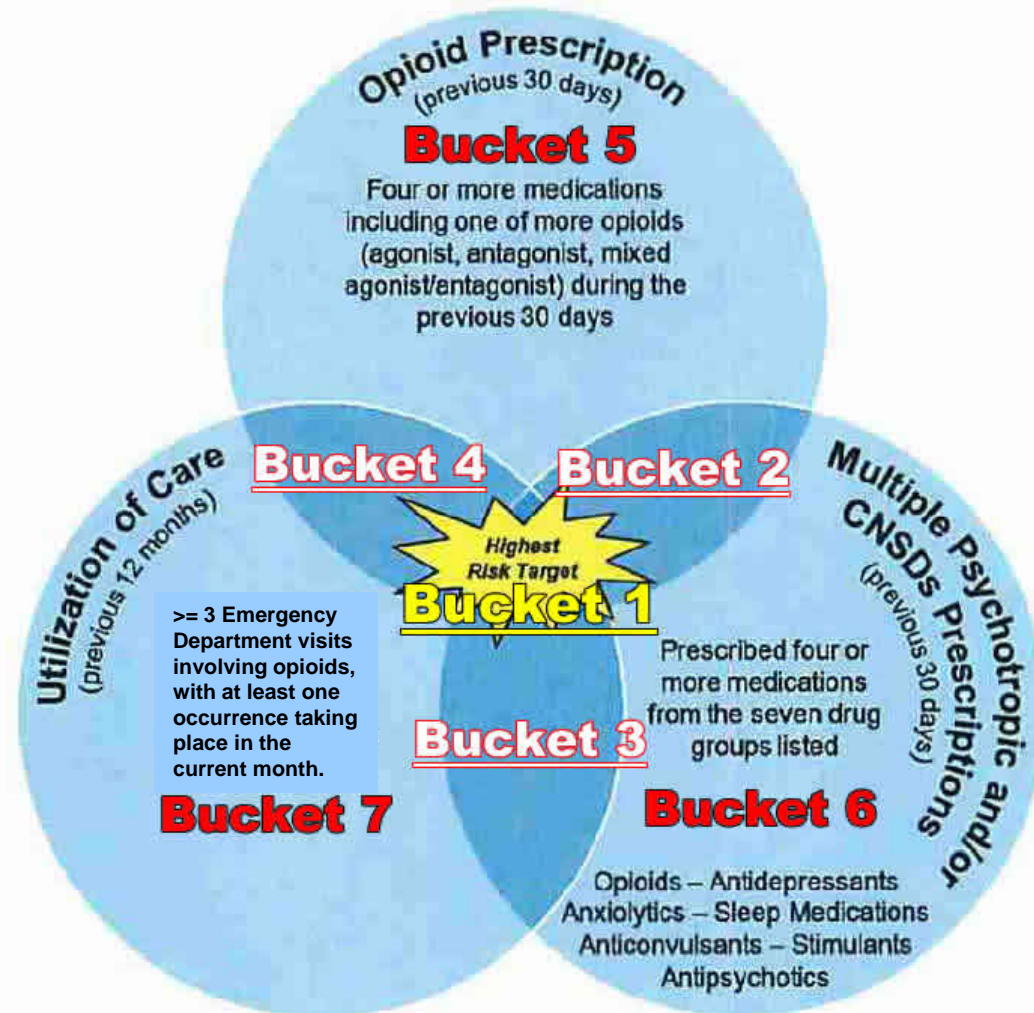 Opioid Prescription
(previous 30 days)
Bucket 5
Four or more medications
including one of more opioids
(agonist, antagonist, mixed
agonist/antagonist) during the
previous 30 days
Bucket 4
Bucket 2
Highest
Risk Target
Bucket 1
Utilization of Care
(previous 12 months)
>= 3 Emergency
Department visits
involving opioids,
with at least one
occurrence taking
place in the
current month.
Bucket 7
Bucket 3
Multiple Psychotropic and/or
CNSDs Prescriptions
(previous 30 days)
Prescribed four or
more medications
from the seven drug
groups listed
Bucket 6
Opioids – Antidepressants
Anxiolytics – Sleep Medications
Anticonvulsants – Stimulants
Antipsychotics